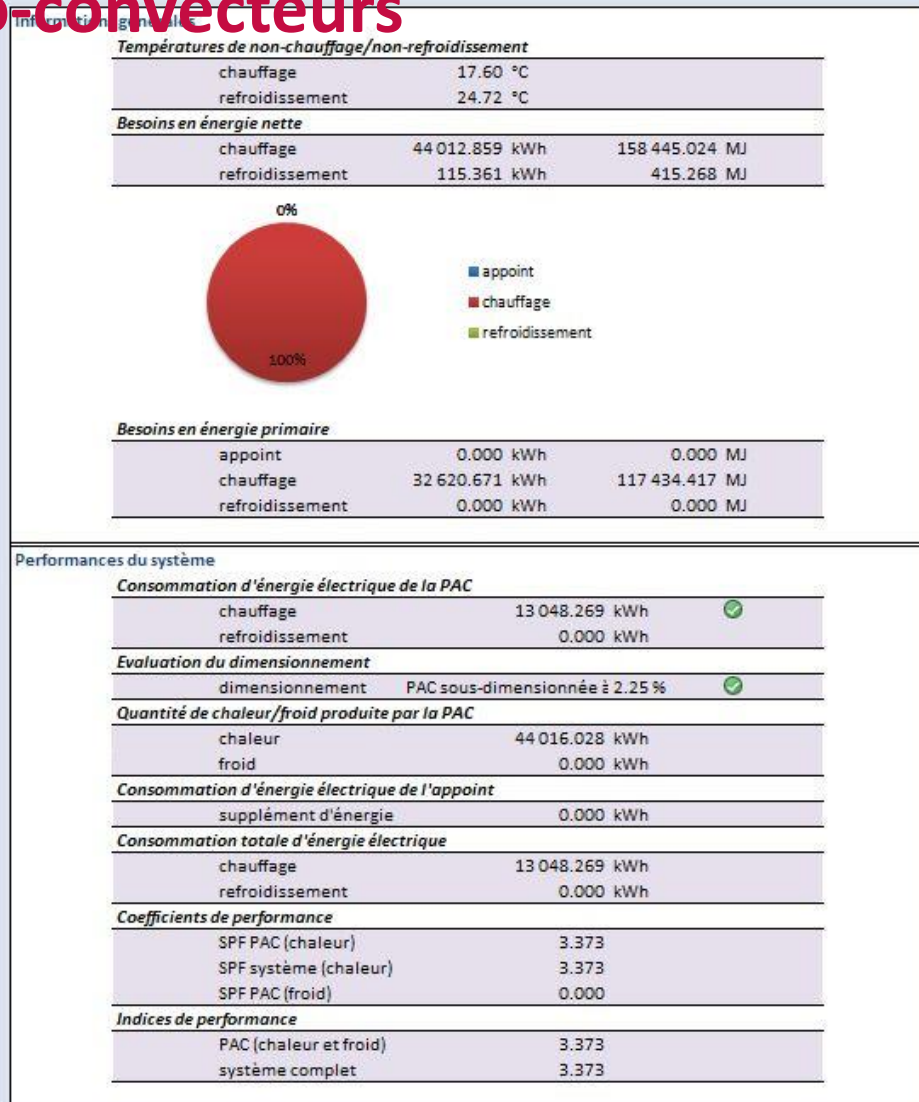 o-convecteurs
Informations générales
Températures de non-chauffage/non-refroidissement
chauffage 17.60 °C
refroidissement 24.72 °C
Besoins en énergie nette
chauffage 44 012.859 kWh 158 445.024 MJ
refroidissement 115.361 kWh 415.268 MJ
0%
100%
appoint
chauffage
refroidissement
Besoins en énergie primaire
appoint 0.000 kWh 0.000 MJ
chauffage 32 620.671 kWh 117 434.417 MJ
refroidissement 0.000 kWh 0.000 MJ
Performances du système
Consommation d'énergie électrique de la PAC
chauffage 13 048.269 kWh
refroidissement 0.000 kWh
Evaluation du dimensionnement
dimensionnement PAC sous-dimensionnée à 2.25 %
Quantité de chaleur/froid produite par la PAC
chaleur 44 016.028 kWh
froid 0.000 kWh
Consommation d'énergie électrique de l'appoint
supplément d'énergie 0.000 kWh
Consommation totale d'énergie électrique
chauffage 13 048.269 kWh
refroidissement 0.000 kWh
Coefficients de performance
SPF PAC (chaleur) 3.373
SPF système (chaleur) 3.373
SPF PAC (froid) 0.000
Indices de performance
PAC (chaleur et froid) 3.373
système complet 3.373